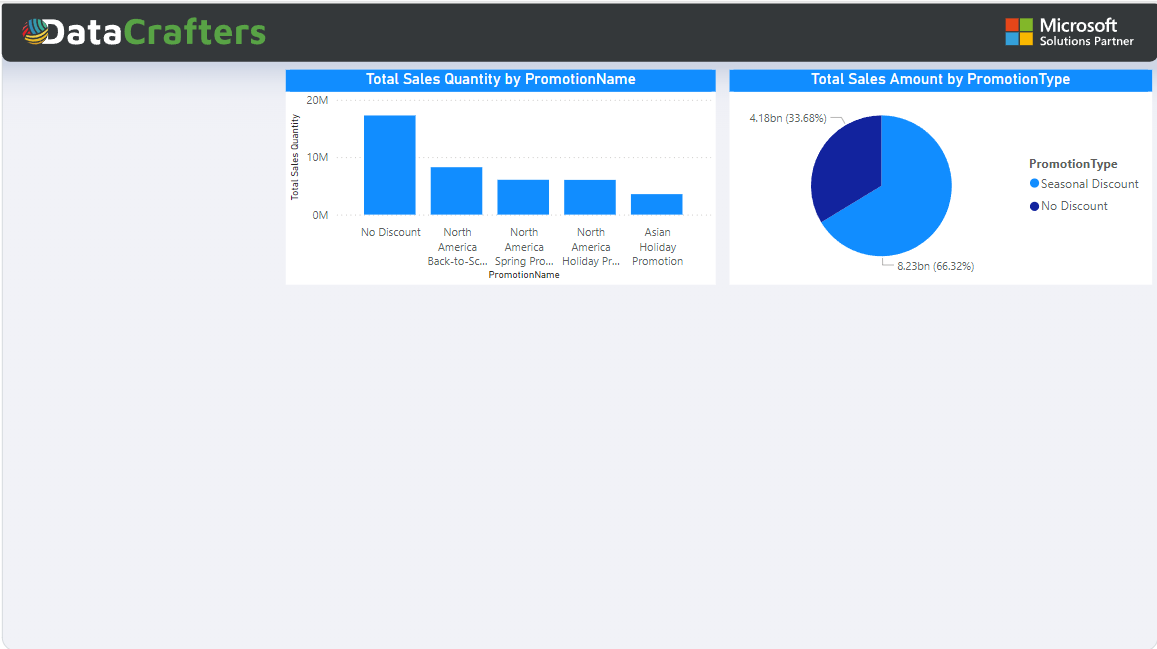 DataCrafters
Microsoft
Solutions Partner
Total Sales Quantity by PromotionName
Total Sales Quantity
20M
10M
0M
No Discount
North
America
Back-to-Sc...
North
America
Spring Pro...
North
America
Holiday Pr...
Asian
Holiday
Promotion
PromotionName
Total Sales Amount by PromotionType
4.18bn (33.68%)
8.23bn (66.32%)
PromotionType
Seasonal Discount
No Discount